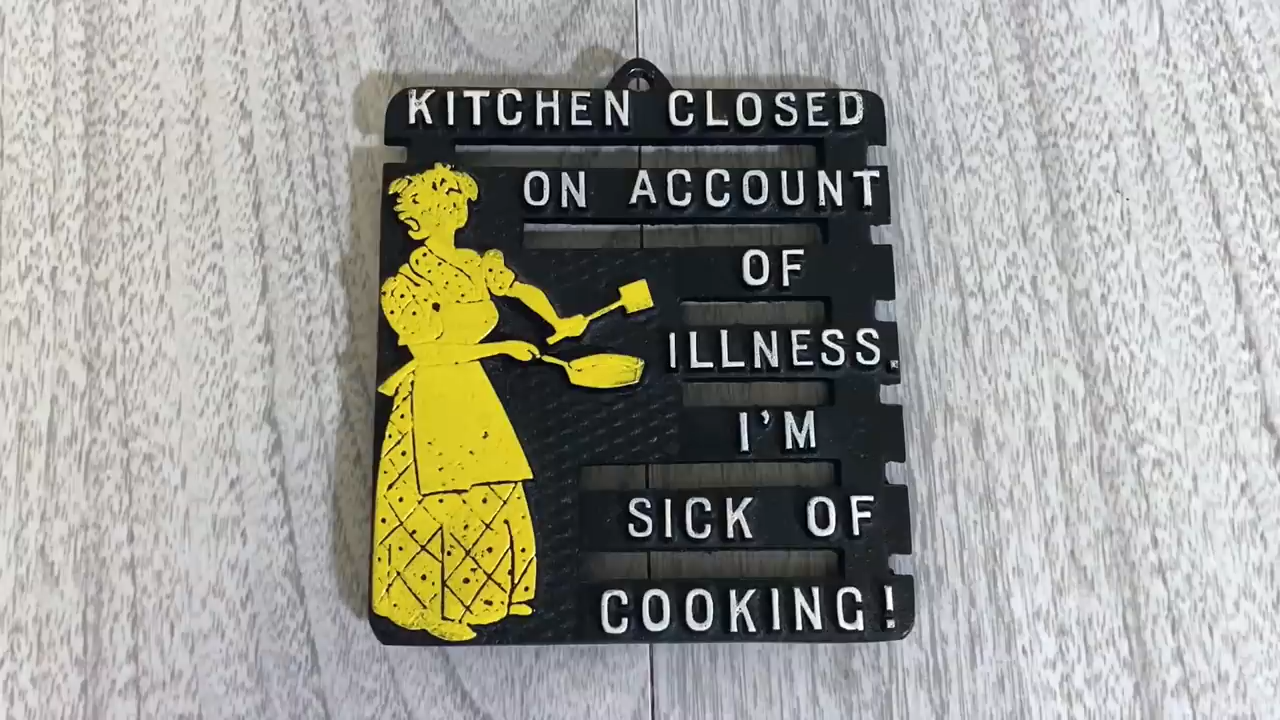 KITCHEN CLOSED
ON ACCOUNT
OF
ILLNESS.
I'M
SICK OF
COOKING!